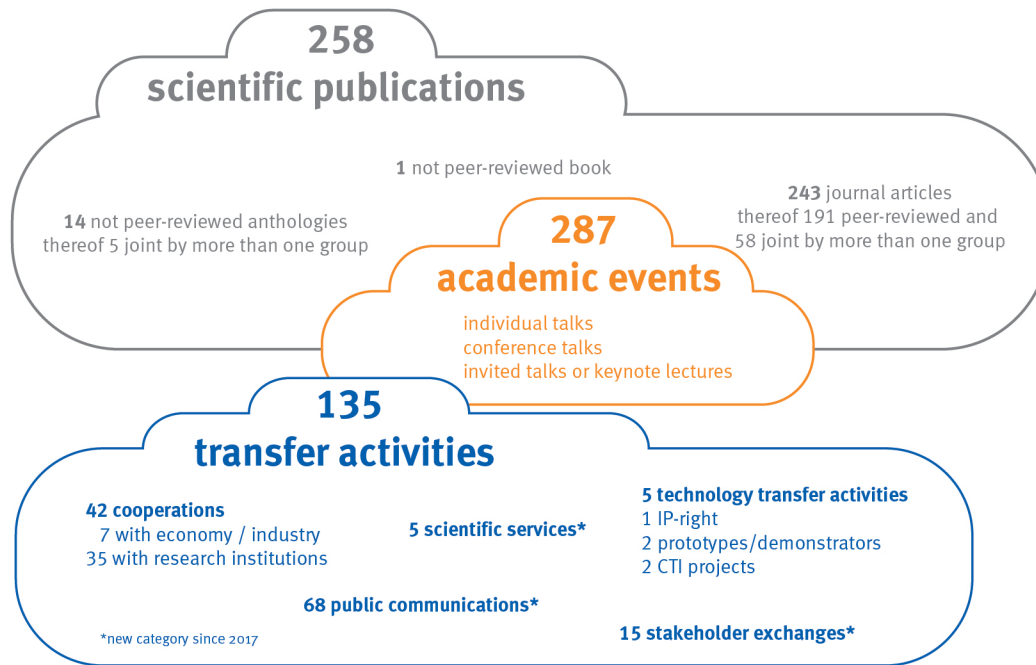 258
scientific publications
1 not peer-reviewed book
14 not peer-reviewed anthologies
thereof 5 joint by more than one group
243 journal articles
thereof 191 peer-reviewed and
58 joint by more than one group
287
academic events
individual talks
conference talks
invited talks or keynote lectures
135
transfer activities
42 cooperations
7 with economy / industry
35 with research institutions
5 scientific services*
5 technology transfer activities
1 IP-right
2 prototypes/demonstrators
2 CTI projects
68 public communications*
15 stakeholder exchanges*
*new category since 2017